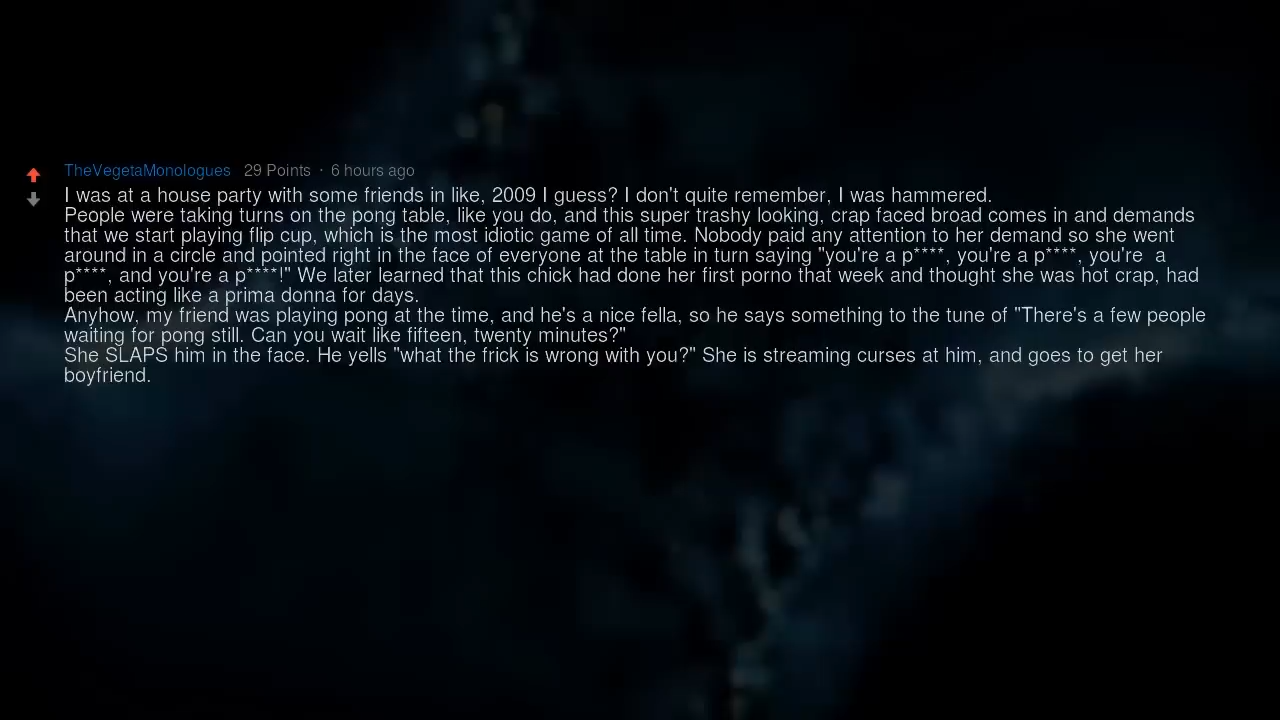 TheVegetaMonologues 29 Points · 6 hours ago
I was at a house party with some friends in like, 2009 I guess? I don't quite remember, I was hammered.
People were taking turns on the pong table, like you do, and this super trashy looking, crap faced broad comes in and demands
that we start playing flip cup, which is the most idiotic game of all time. Nobody paid any attention to her demand so she went
around in a circle and pointed right in the face of everyone at the table in turn saying "you're a p****, you're a p****, you're  a
p****, and you're a p****!" We later learned that this chick had done her first porno that week and thought she was hot crap, had
been acting like a prima donna for days.
Anyhow, my friend was playing pong at the time, and he's a nice fella, so he says something to the tune of "There's a few people
waiting for pong still. Can you wait like fifteen, twenty minutes?"
She SLAPS him in the face. He yells "what the frick is wrong with you?" She is streaming curses at him, and goes to get her
boyfriend.